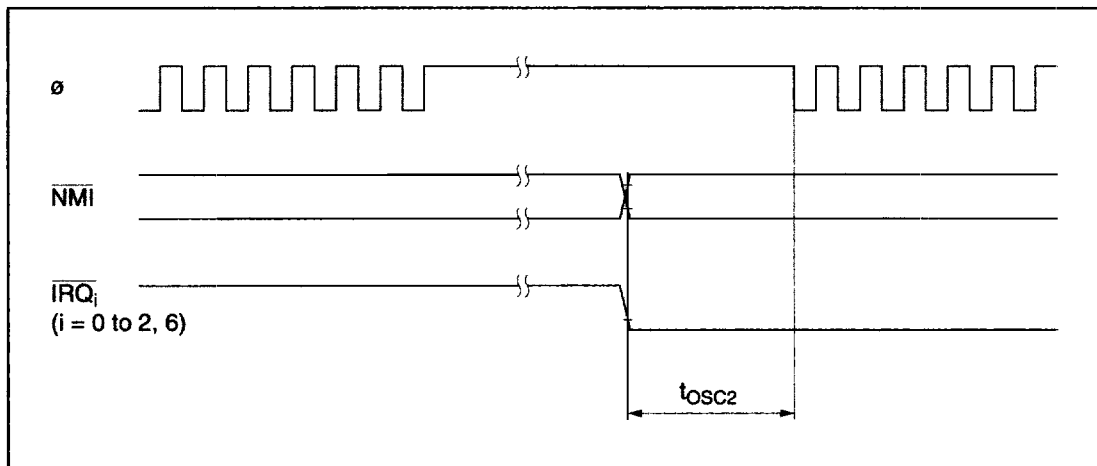 ø
NMI
IRQi
(i = 0 to 2, 6)
tOSC2